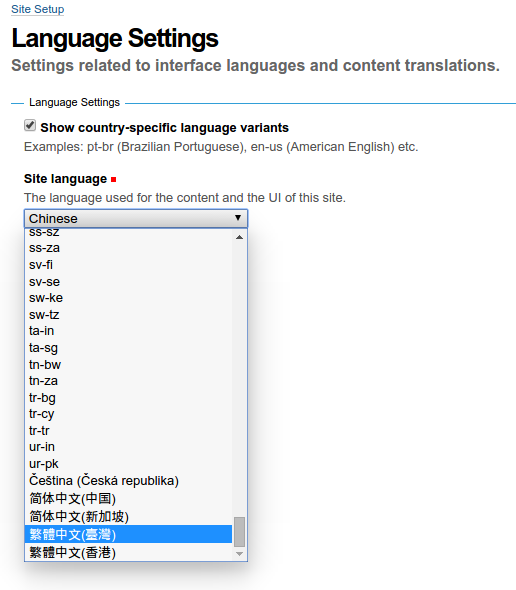 Site Setup
Language Settings
Settings related to interface languages and content translations.
Language Settings
Show country-specific language variants
Examples: pt-br (Brazilian Portuguese), en-us (American English) etc.
Site language
The language used for the content and the UI of this site.
Chinese
ss-sz
ss-za
sv-fi
sv-se
sw-ke
sw-tz
ta-in
ta-sg
tn-bw
tn-za
tr-bg
tr-cy
tr-tr
ur-in
ur-pk
Čeština (Česká republika)
简体中文(中国)
简体中文(新加坡)
繁體中文(臺灣)
繁體中文(香港)